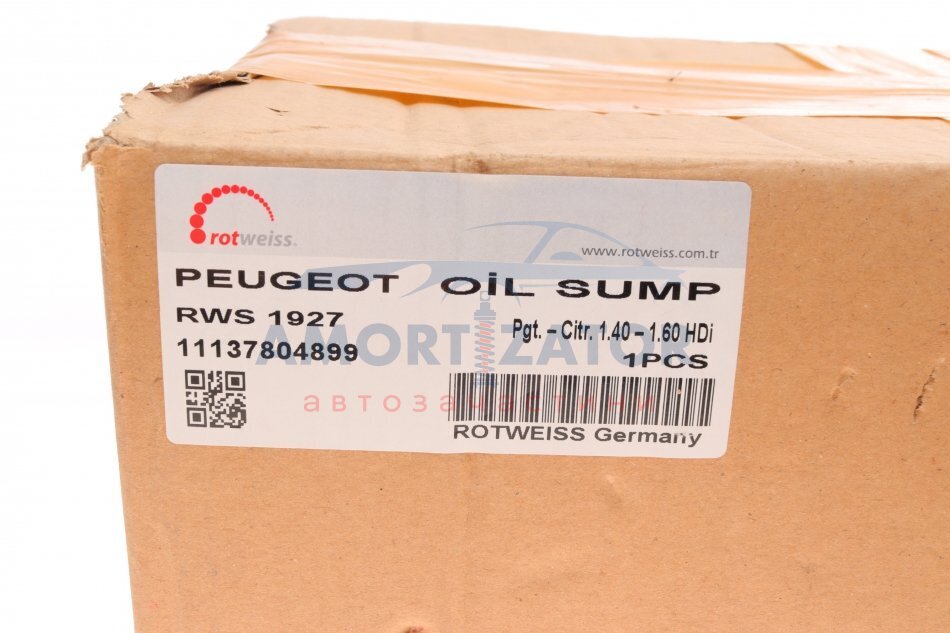 rotweiss.
www.rotweiss.com.tr
PEUGEOT OİL SUMP
RWS 1927
Pgt. – Citr. 1.40 – 1.60 HDi
11137804899
1PCS
AMORTIZATOR
автозапчастини
ROTWEISS Germany